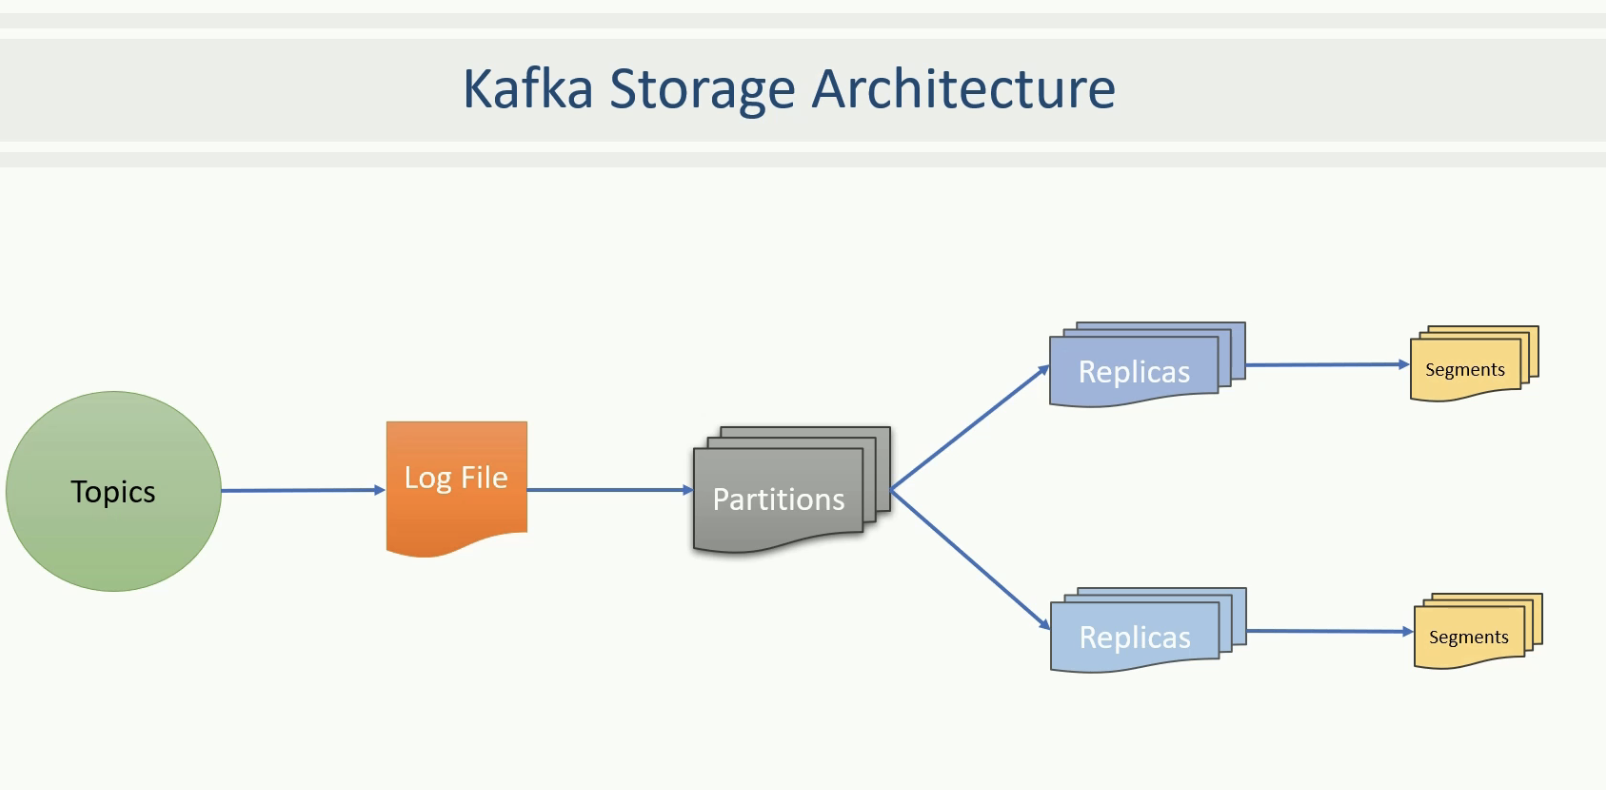 Kafka Storage Architecture
Topics
Log File
Partitions
Replicas
Segments
Replicas
Segments